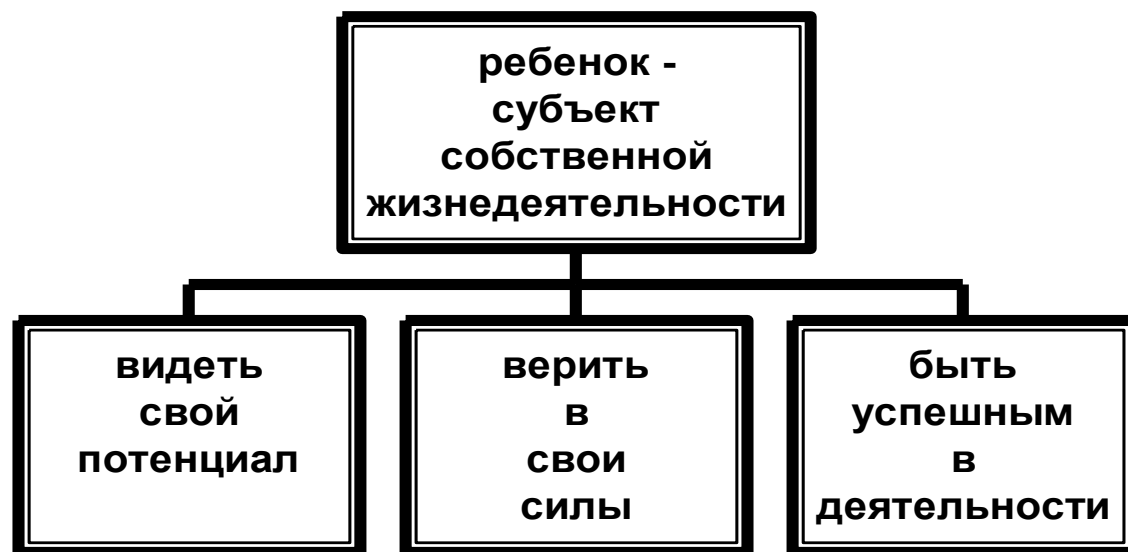 ребенок -
субъект
собственной
жизнедеятельности
видеть
свой
потенциал
верить
в
свои
силы
быть
успешным
в
деятельности